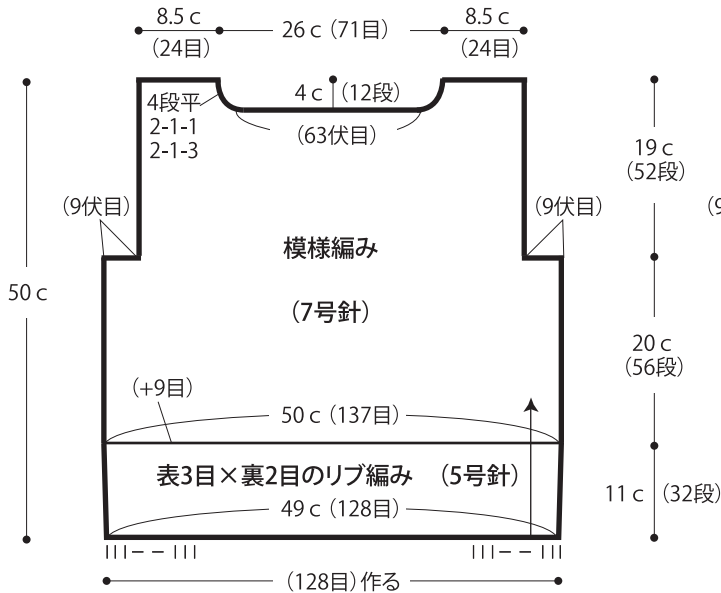 8.5 c
26 c (71目)
8.5 c
(24目)
(24目)
4段平
2-1-1
2-1-3
4 c (12段)
(63伏目)
19 c
(52段)
(9伏目)
(9伏目)
(9
模様編み
(7号針)
50 c
20 c
(56段)
(+9目)
50 c (137目)
表3目×裏2目のリブ編み (5号針)
49 c (128目)
11 c (32段)
| | | − − | | |
| | | − − | | |
(128目) 作る